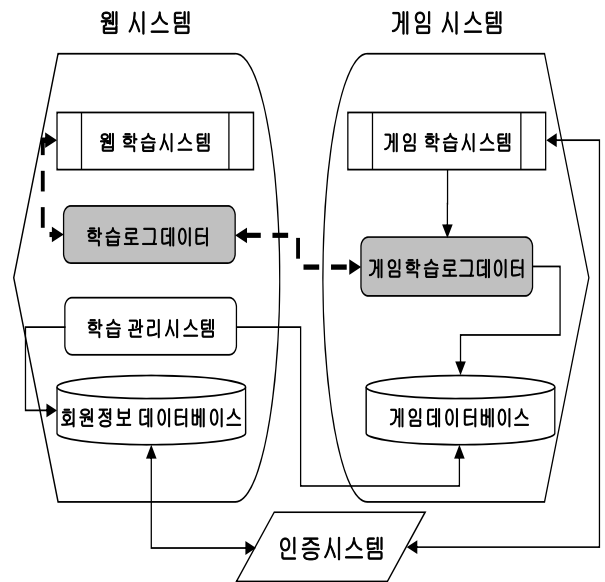 웹 시스템
게임 시스템
웹 학습시스템
게임 학습시스템
학습로그데이터
게임학습로그데이터
학습 관리시스템
회원정보 데이터베이스
게임데이터베이스
인증시스템